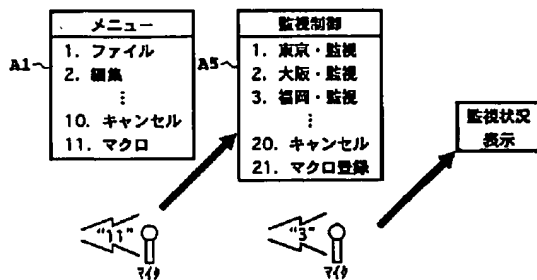 メニュー
A1
1. ファイル
2. 編集
⋮
10. キャンセル
11. マクロ
監視制御
A5
1. 東京・監視
2. 大阪・監視
3. 福岡・監視
⋮
20. キャンセル
21. マクロ登録
監視状況
表示
"11"
マイク
"3"
マイク